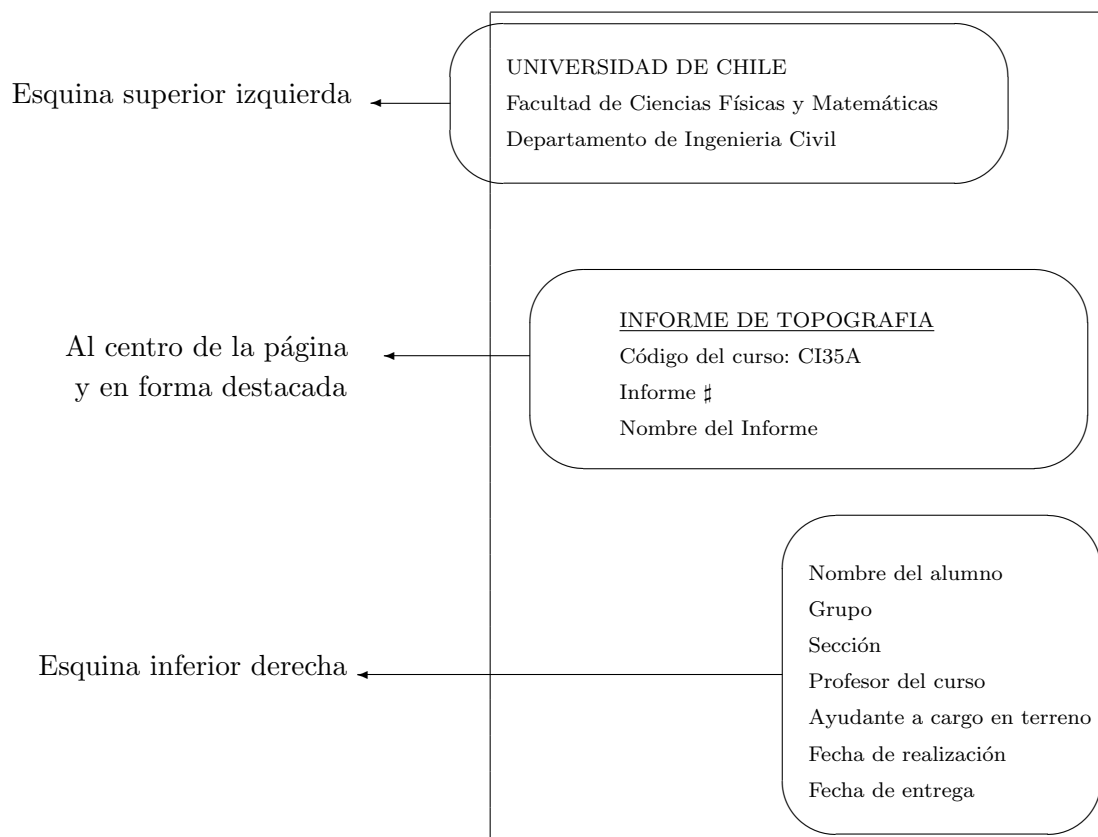 Esquina superior izquierda
UNIVERSIDAD DE CHILE
Facultad de Ciencias Físicas y Matemáticas
Departamento de Ingenieria Civil
Al centro de la página
y en forma destacada
INFORME DE TOPOGRAFIA
Código del curso: CI35A
Informe ♯
Nombre del Informe
Esquina inferior derecha
Nombre del alumno
Grupo
Sección
Profesor del curso
Ayudante a cargo en terreno
Fecha de realización
Fecha de entrega